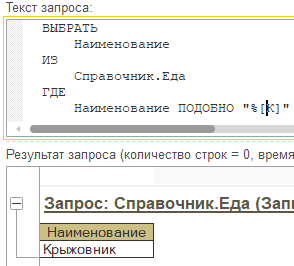 Текст запроса:
ВЫБРАТЬ
Наименование
ИЗ
Справочник.Еда
ГДЕ
Наименование ПОДОБНО "%[К]"
Результат запроса (количество строк = 0, время
Запрос: Справочник.Еда (Запи
Наименование
Крыжовник